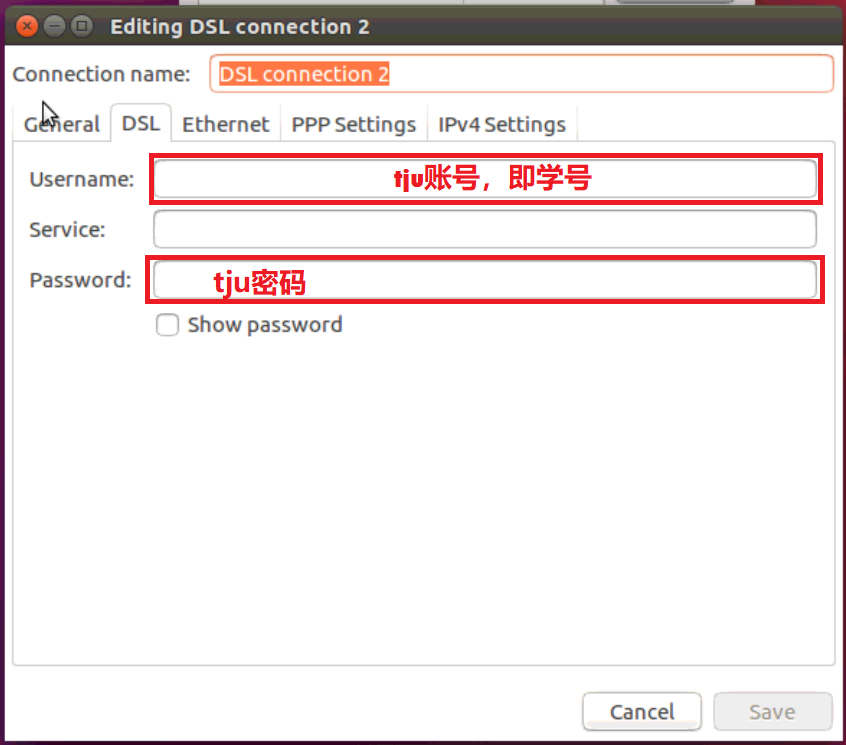 Editing DSL connection 2
Connection name: DSL connection 2
General DSL Ethernet PPP Settings IPv4 Settings
Username: tju账号，即学号
Service:
Password: tju密码
Show password
Cancel Save